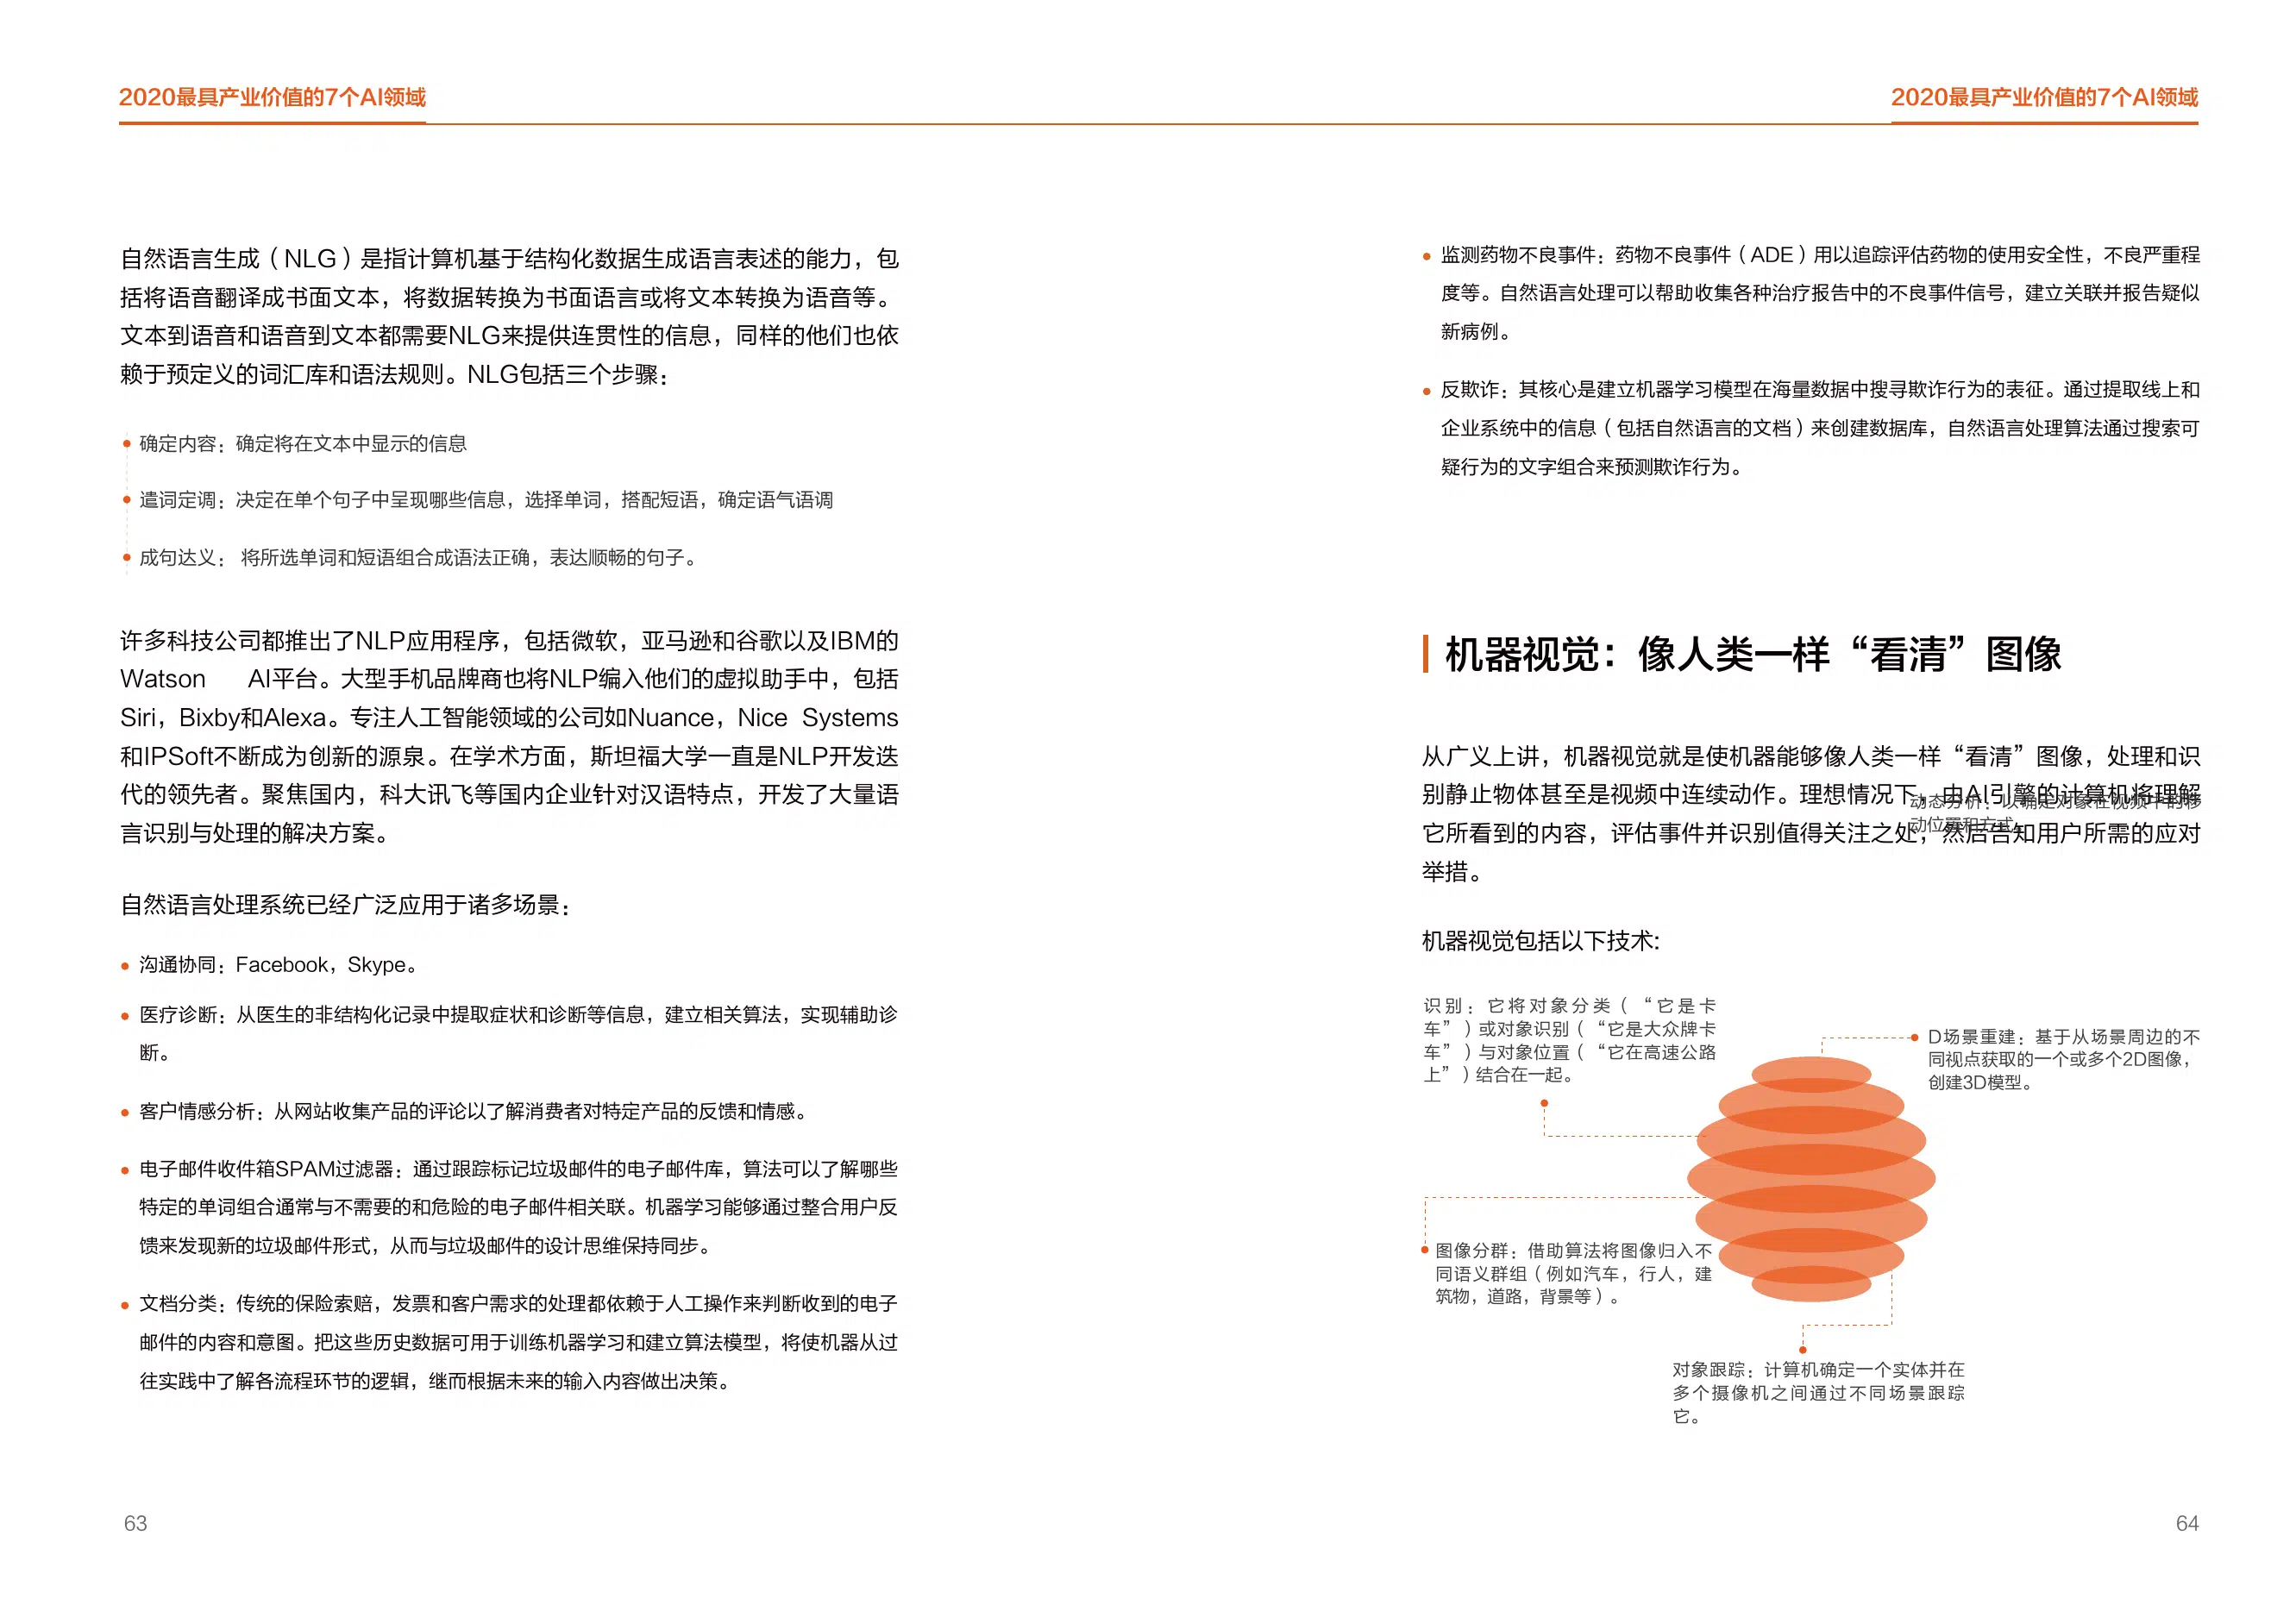 2020最具产业价值的7个AI领域
自然语言生成（NLG）是指计算机基于结构化数据生成语言表述的能力，包
括将语音翻译成书面文本，将数据转换为书面语言或将文本转换为语音等。
文本到语音和语音到文本都需要NLG来提供连贯性的信息，同样的他们也依
赖于预定义的词汇库和语法规则。NLG包括三个步骤：
确定内容：确定将在文本中显示的信息
遣词定调：决定在单个句子中呈现哪些信息，选择单词，搭配短语，确定语气语调
成句达义： 将所选单词和短语组合成语法正确，表达顺畅的句子。
许多科技公司都推出了NLP应用程序，包括微软，亚马逊和谷歌以及IBM的
Watson AI平台。大型手机品牌商也将NLP编入他们的虚拟助手中，包括
Siri，Bixby和Alexa。专注人工智能领域的公司如Nuance，Nice Systems
和IPSoft不断成为创新的源泉。在学术方面，斯坦福大学一直是NLP开发迭
代的领先者。聚焦国内，科大讯飞等国内企业针对汉语特点，开发了大量语
言识别与处理的解决方案。
自然语言处理系统已经广泛应用于诸多场景：
沟通协同：Facebook，Skype。
医疗诊断：从医生的非结构化记录中提取症状和诊断等信息，建立相关算法，实现辅助诊
断。
客户情感分析：从网站收集产品的评论以了解消费者对特定产品的反馈和情感。
电子邮件收件箱SPAM过滤器：通过跟踪标记垃圾邮件的电子邮件库，算法可以了解哪些
特定的单词组合通常与不需要的和危险的电子邮件相关联。机器学习能够通过整合用户反
馈来发现新的垃圾邮件形式，从而与垃圾邮件的设计思维保持同步。
文档分类：传统的保险索赔，发票和客户需求的处理都依赖于人工操作来判断收到的电子
邮件的内容和意图。把这些历史数据可用于训练机器学习和建立算法模型，将使机器从过
往实践中了解各流程环节的逻辑，继而根据未来的输入内容做出决策。
63
2020最具产业价值的7个AI领域
监测药物不良事件：药物不良事件（ADE）用以追踪评估药物的使用安全性，不良严重程
度等。自然语言处理可以帮助收集各种治疗报告中的不良事件信号，建立关联并报告疑似
新病例。
反欺诈：其核心是建立机器学习模型在海量数据中搜寻欺诈行为的表征。通过提取线上和
企业系统中的信息（包括自然语言的文档）来创建数据库，自然语言处理算法通过搜索可
疑行为的文字组合来预测欺诈行为。
机器视觉：像人类一样“看清”图像
从广义上讲，机器视觉就是使机器能够像人类一样“看清”图像，处理和识
别静止物体甚至是视频中连续动作。理想情况下，由AI引擎的计算机将理解
它所看到的内容，评估事件并识别值得关注之处，然后告知用户所需的应对
举措。
动态分析：以确定对象在视频中的移
动位置和方式。
机器视觉包括以下技术:
识别：它将对象分类（“它是卡
车”）或对象识别（“它是大众牌卡
车”）与对象位置（“它在高速公路
上”）结合在一起。
D场景重建：基于从场景周边的不
同视点获取的一个或多个2D图像，
创建3D模型。
图像分群：借助算法将图像归入不
同语义群组（例如汽车，行人，建
筑物，道路，背景等）。
对象跟踪：计算机确定一个实体并在
多个摄像机之间通过不同场景跟踪
它。
64